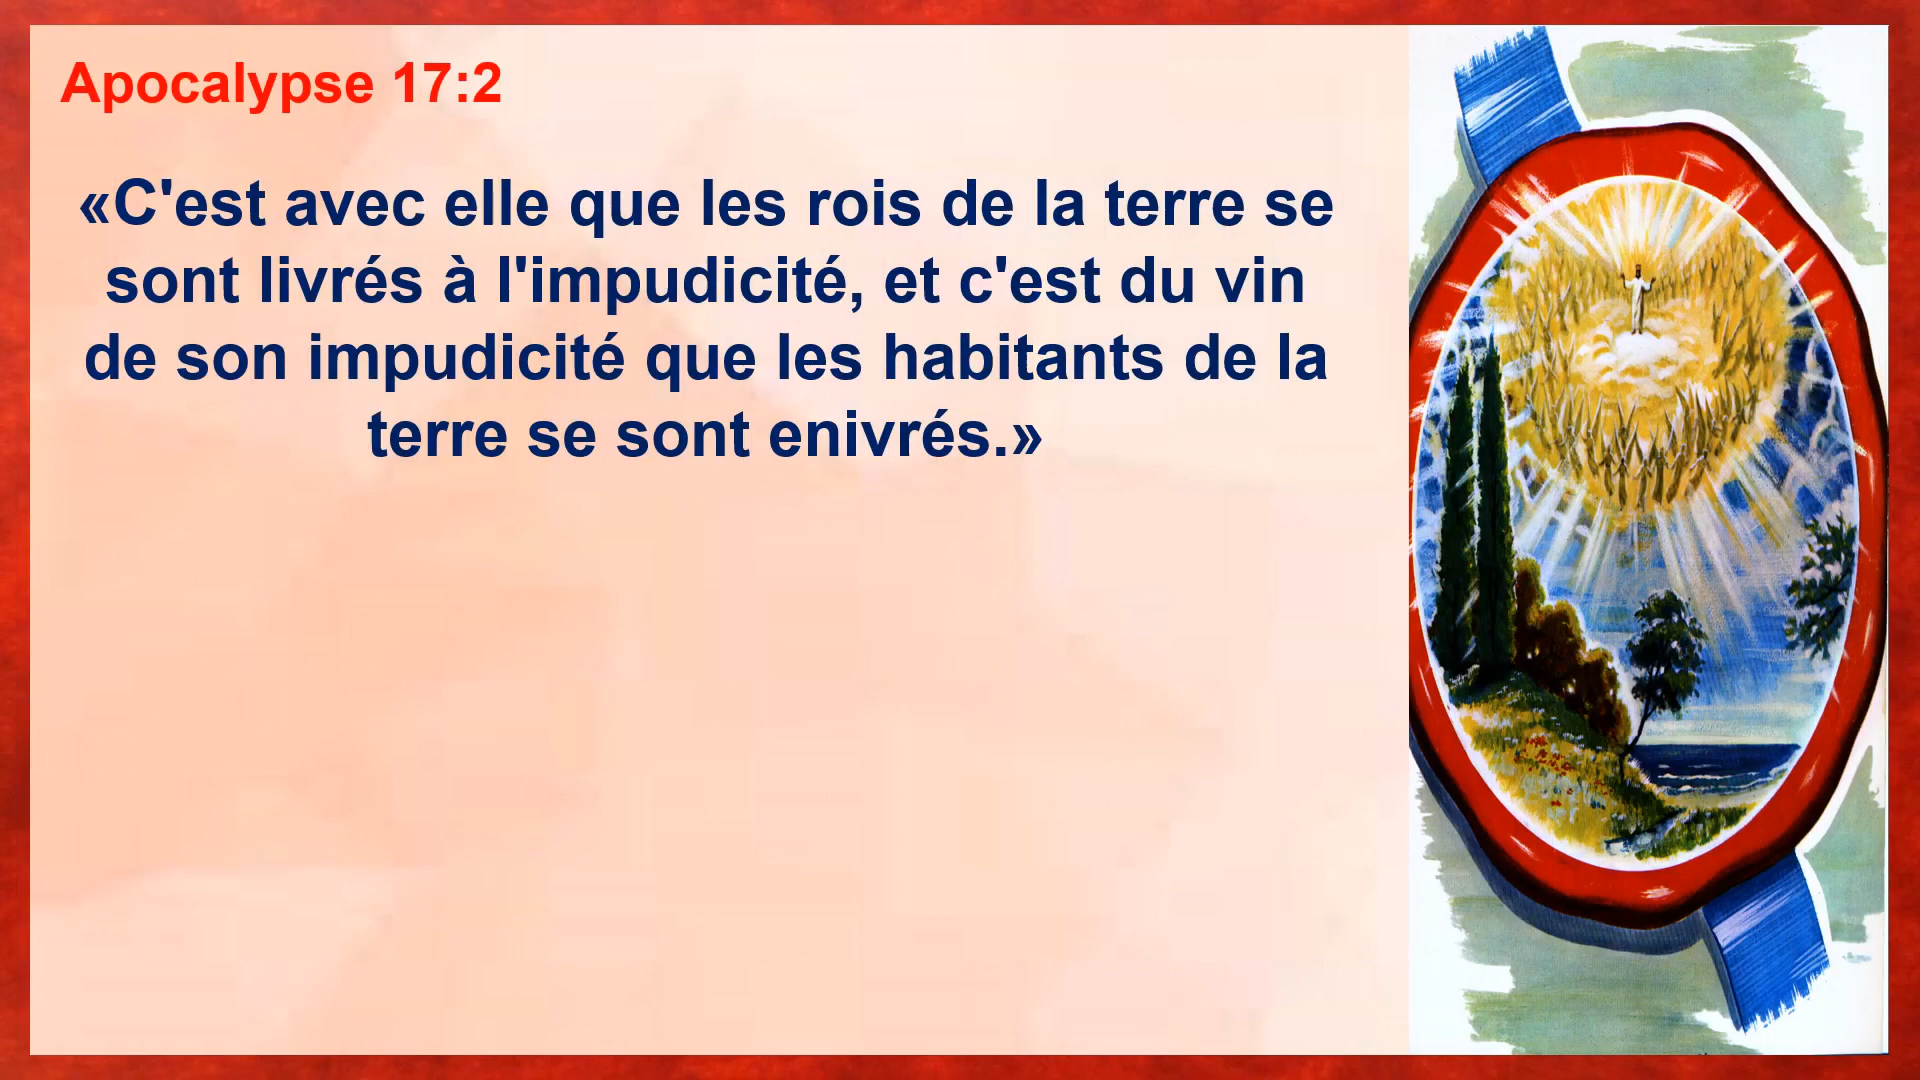 Apocalypse 17:2
«C'est avec elle que les rois de la terre se
sont livrés à l'impudicité, et c'est du vin
de son impudicité que les habitants de la
terre se sont enivrés.»